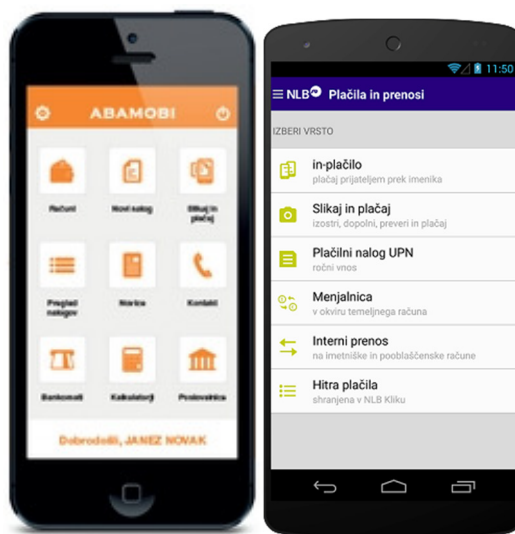 ABAMOBI
Računi
Novi nalog
Slikaj in
plačaj
Pregled
nalogov
Novice
Kontakt
Bankomati
Kalkulatorji
Poslovalnice
Dobrodošli, JANEZ NOVAK
11:50
NLB Plačila in prenosi
IZBERI VRSTO
in-plačilo
plačaj prijateljem prek imenika
Slikaj in plačaj
izostri, dopolni, preveri in plačaj
Plačilni nalog UPN
ročni vnos
Menjalnica
v okviru temeljnega računa
Interni prenos
na imetniške in pooblaščenske račune
Hitra plačila
shranjena v NLB Kliku